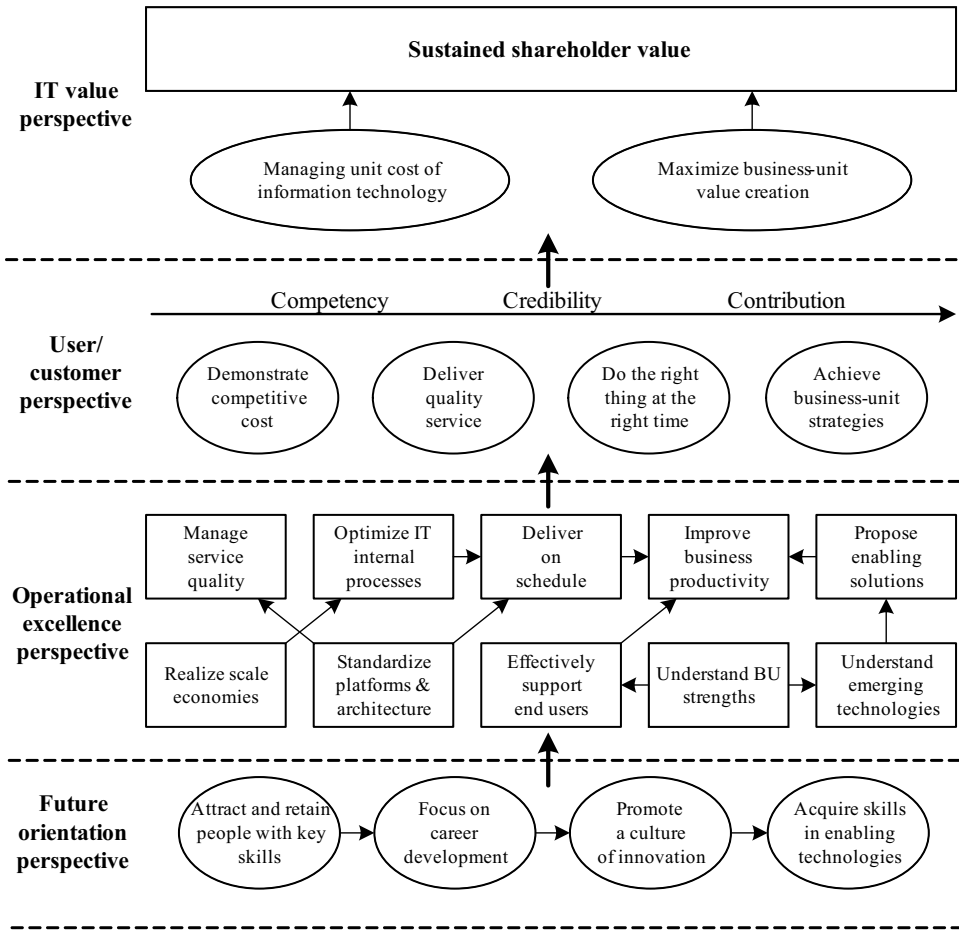 Sustained shareholder value
IT value
perspective
Managing unit cost of
information technology
Maximize business-unit
value creation
Competency
Credibility
Contribution
User/
customer
perspective
Demonstrate
competitive
cost
Deliver
quality
service
Do the right
thing at the
right time
Achieve
business-unit
strategies
Operational
excellence
perspective
Manage
service
quality
Optimize IT
internal
processes
Deliver
on
schedule
Improve
business
productivity
Propose
enabling
solutions
Realize scale
economies
Standardize
platforms &
architecture
Effectively
support
end users
Understand BU
strengths
Understand
emerging
technologies
Future
orientation
perspective
Attract and retain
people with key
skills
Focus on
career
development
Promote
a culture
of innovation
Acquire skills
in enabling
technologies